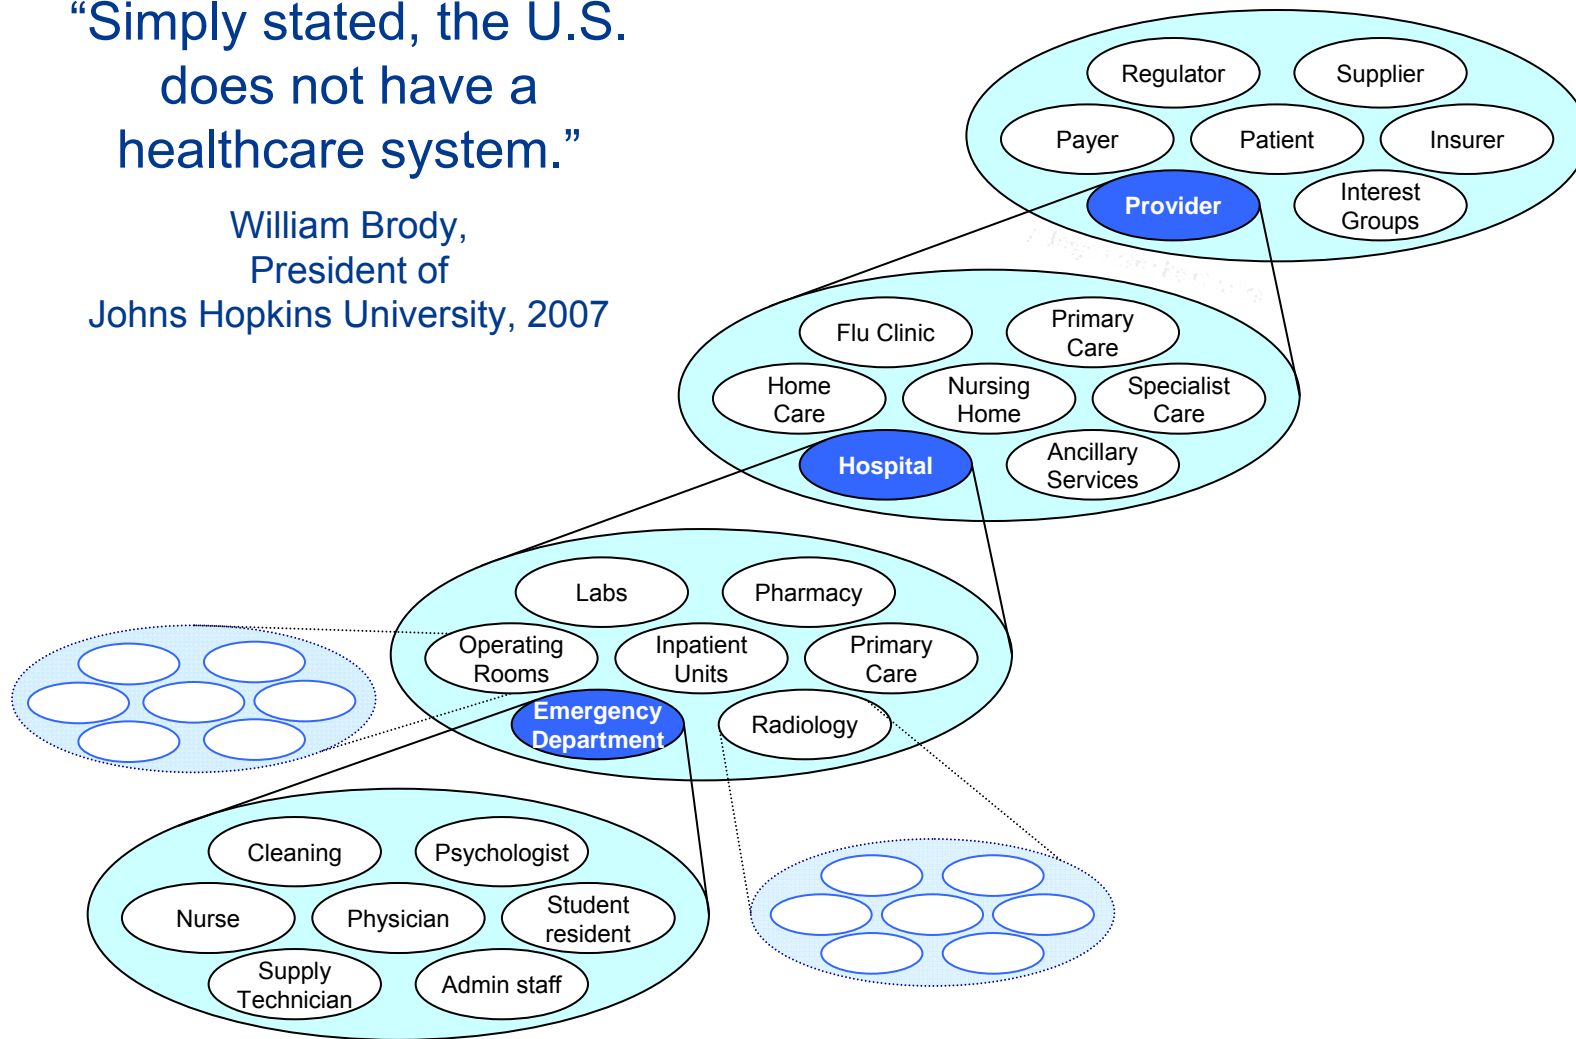 “Simply stated, the U.S.
does not have a
healthcare system.”
William Brody,
President of
Johns Hopkins University, 2007
Regulator
Supplier
Payer
Patient
Insurer
Provider
Interest
Groups
Flu Clinic
Primary
Care
Home
Care
Nursing
Home
Specialist
Care
Hospital
Ancillary
Services
Labs
Pharmacy
Operating
Rooms
Inpatient
Units
Primary
Care
Emergency
Department
Radiology
Cleaning
Psychologist
Nurse
Physician
Student
resident
Supply
Technician
Admin staff